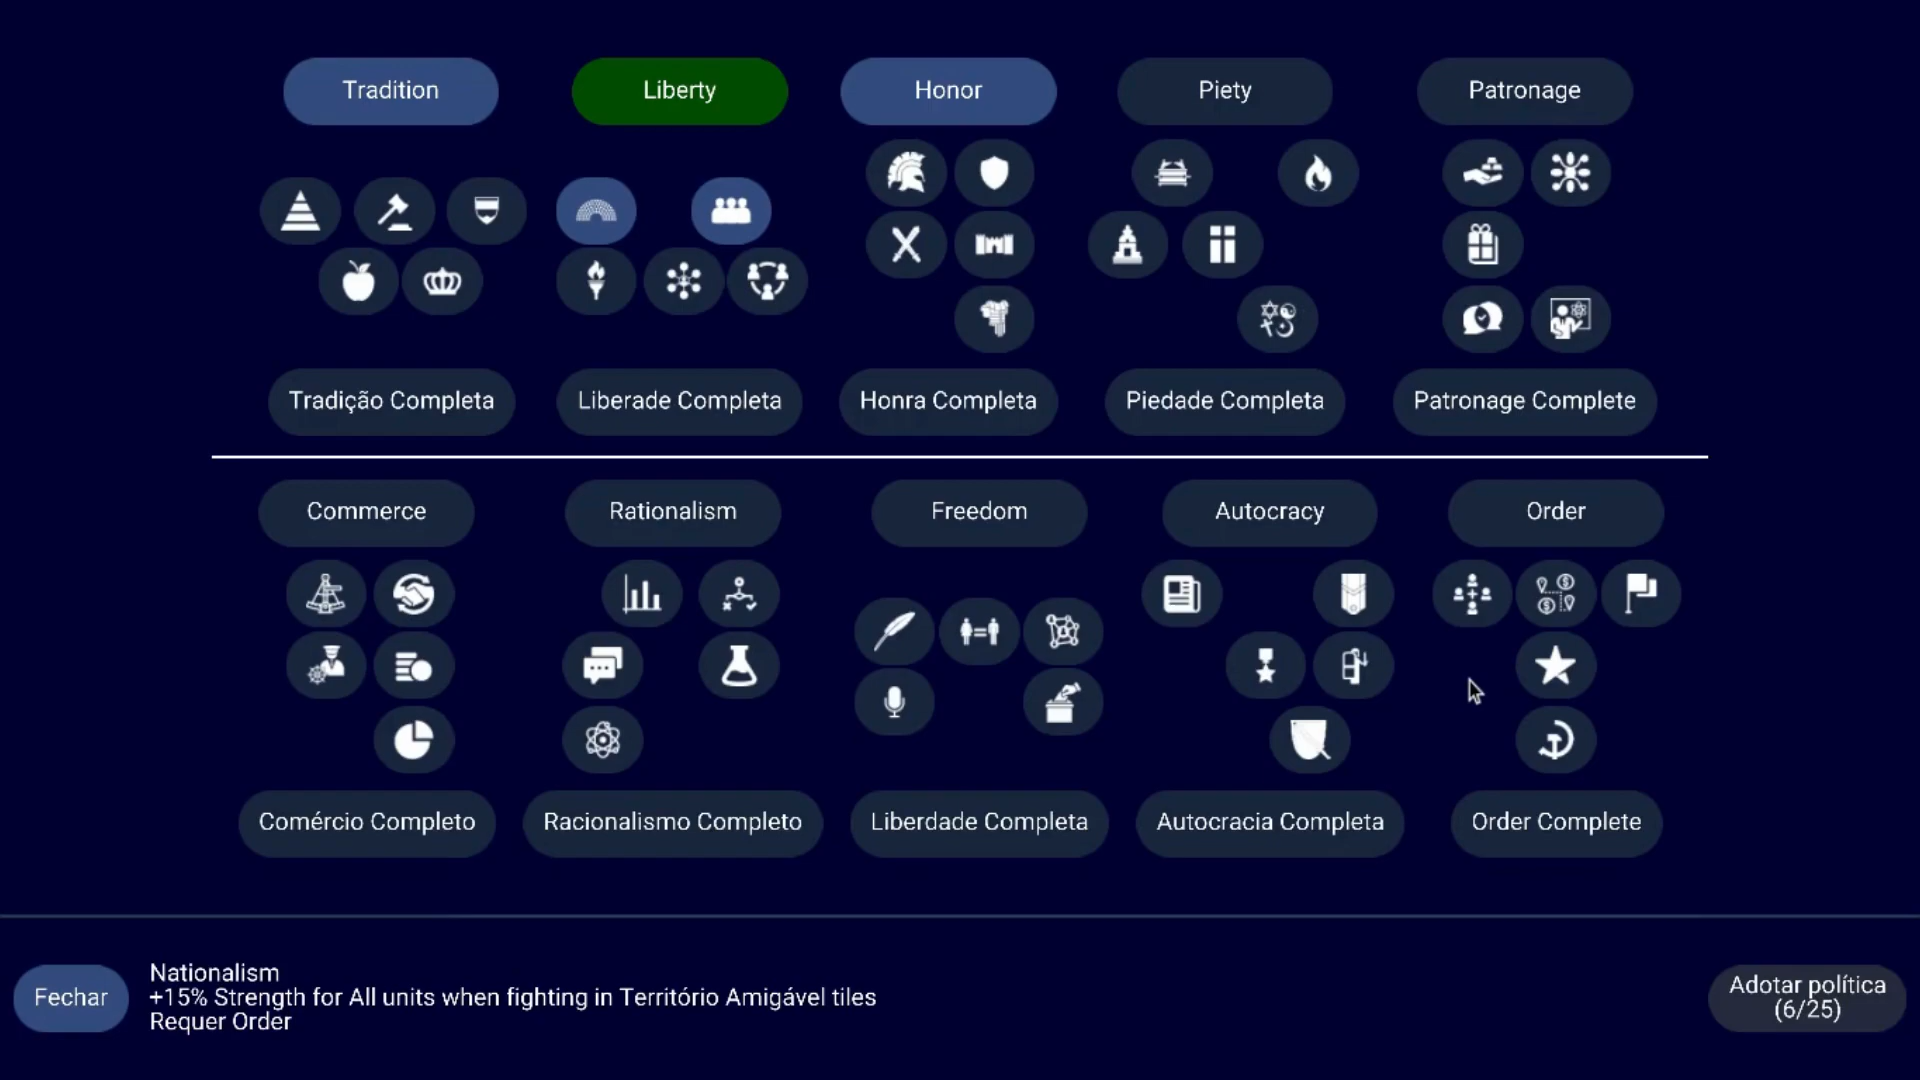 Tradition
Liberty
Honor
Piety
Patronage
Tradição Completa
Liberade Completa
Honra Completa
Piedade Completa
Patronage Complete
Commerce
Rationalism
Freedom
Autocracy
Order
Comércio Completo
Racionalismo Completo
Liberdade Completa
Autocracia Completa
Order Complete
Fechar
Nationalism
+15% Strength for All units when fighting in Território Amigável tiles
Requer Order
Adotar política
(6/25)